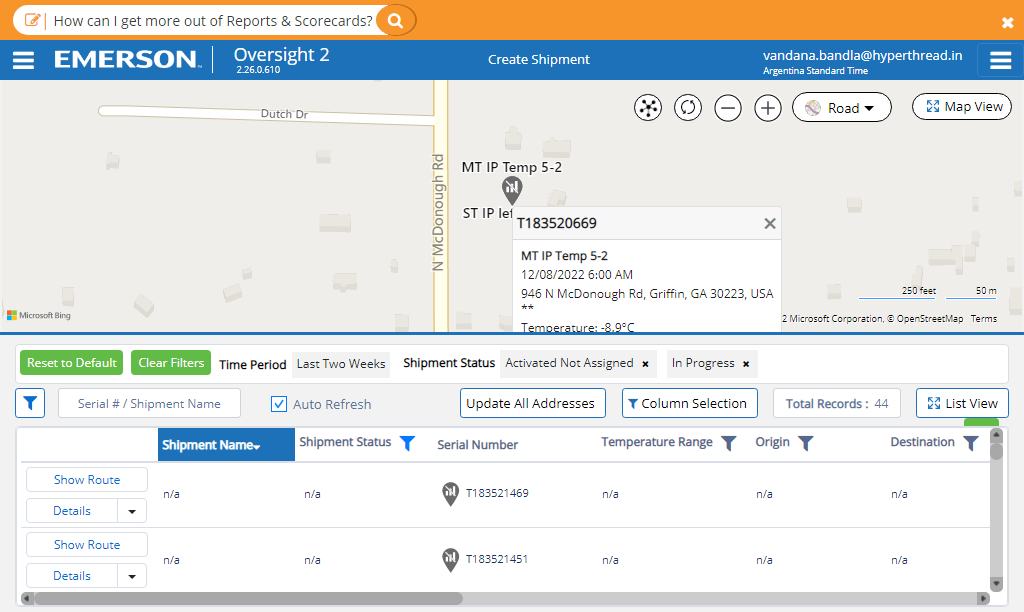 How can I get more out of Reports & Scorecards?
EMERSON
Oversight 2
2.26.0.610
Create Shipment
vandana.bandla@hyperthread.in
Argentina Standard Time
Dutch Dr
N McDonough Rd
Road
Map View
MT IP Temp 5-2
ST IP lef
T183520669
MT IP Temp 5-2
12/08/2022 6:00 AM
946 N McDonough Rd, Griffin, GA 30223, USA
**
Temperature: -8.9°C
250 feet
50 m
Microsoft Bing
2 Microsoft Corporation, © OpenStreetMap Terms
Reset to Default
Clear Filters
Time Period
Last Two Weeks
Shipment Status
Activated Not Assigned ×
In Progress ×
Serial # / Shipment Name
Auto Refresh
Update All Addresses
Column Selection
Total Records : 44
List View
Shipment Name
Shipment Status
Serial Number
Temperature Range
Origin
Destination
Show Route
Details
n/a
n/a
T183521469
n/a
n/a
n/a
Show Route
Details
n/a
n/a
T183521451
n/a
n/a
n/a